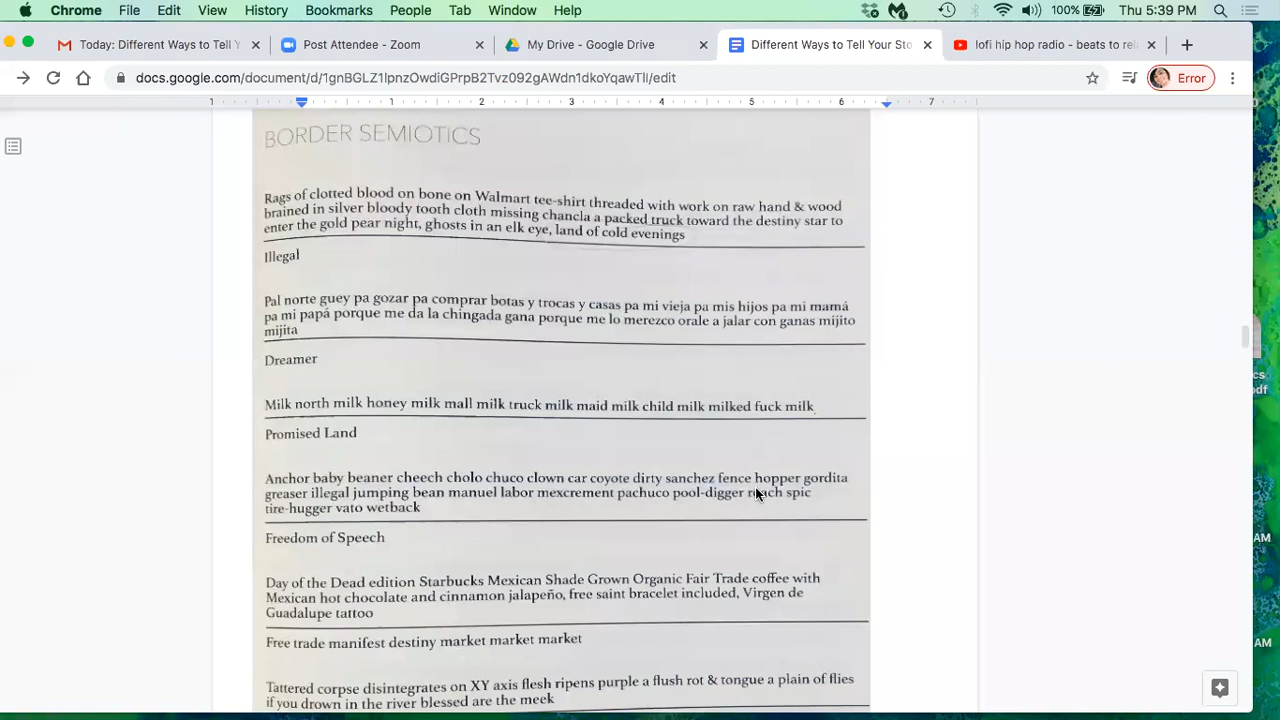 Chrome File Edit View History Bookmarks People Tab Window Help 100% Thu 5:39 PM
Today: Different Ways to Tell Y Post Attendee - Zoom My Drive - Google Drive Different Ways to Tell Your Sto lofi hip hop radio - beats to rel
docs.google.com/document/d/1gnBGLZ1lpnzOwdiGPrpB2Tvz092gAWdn1dkoYqawTlI/edit Error
1 1 2 3 4 5 6 7
BORDER SEMIOTICS
Rags of clotted blood on bone on Walmart tee-shirt threaded with work on raw hand & wood
brained in silver bloody tooth cloth missing chancla a packed truck toward the destiny star to
enter the gold pear night, ghosts in an elk eye, land of cold evenings
Illegal
Pal norte guey pa gozar pa comprar botas y trocas y casas pa mi vieja pa mis hijos pa mi mamá
pa mi papá porque me da la chingada gana porque me lo merezco orale a jalar con ganas mijito
mijita
Dreamer
Milk north milk honey milk mall milk truck milk maid milk child milk milked fuck milk
Promised Land
Anchor baby beaner cheech cholo chuco clown car coyote dirty sanchez fence hopper gordita
greaser illegal jumping bean manuel labor mexcrement pachuco pool-digger spic
tire-hugger vato wetback
Freedom of Speech
Day of the Dead edition Starbucks Mexican Shade Grown Organic Fair Trade coffee with
Mexican hot chocolate and cinnamon jalapeño, free saint bracelet included, Virgen de
Guadalupe tattoo
Free trade manifest destiny market market market
Tattered corpse disintegrates on XY axis flesh ripens purple a flush rot & tongue a plain of flies
if you drown in the river blessed are the meek
cs
pdf
AM
AM